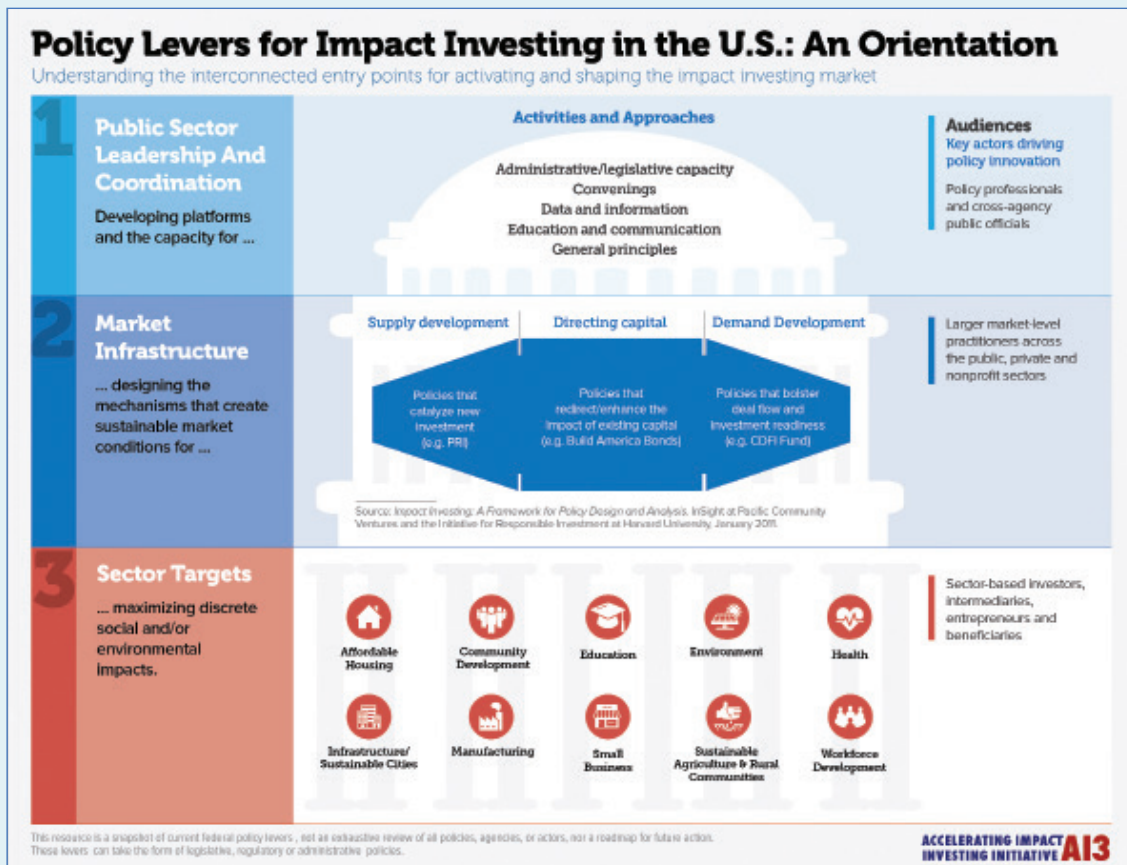 Policy Levers for Impact Investing in the U.S.: An Orientation
Understanding the interconnected entry points for activating and shaping the impact investing market
1
Public Sector
Leadership And
Coordination
Developing platforms
and the capacity for ...
Activities and Approaches
Administrative/legislative capacity
Convenings
Data and information
Education and communication
General principles
Audiences
Key actors driving
policy innovation
Policy professionals
and cross-agency
public officials
2
Market
Infrastructure
... designing the
mechanisms that create
sustainable market
conditions for ...
Supply development
Directing capital
Demand Development
Policies that
catalyze new
investment
(e.g. PRI)
Policies that
redirect/enhance the
impact of existing capital
(e.g. Build America Bonds)
Policies that bolster
deal flow and
investment readiness
(e.g. CDFI Fund)
Source: Impact Investing: A Framework for Policy Design and Analysis. InSight at Pacific Community
Ventures and the Initiative for Responsible Investment at Harvard University, January 2011.
Larger market-level
practitioners across
the public, private and
nonprofit sectors
3
Sector Targets
... maximizing discrete
social and/or
environmental
impacts.
Affordable
Housing
Community
Development
Education
Environment
Health
Infrastructure/
Sustainable Cities
Manufacturing
Small
Business
Sustainable
Agriculture & Rural
Communities
Workforce
Development
Sector-based investors,
intermediaries,
entrepreneurs and
beneficiaries
This resource is a snapshot of current federal policy levers , not an exhaustive review of all policies, agencies, or actors, nor a roadmap for future action.
These levers can take the form of legislative, regulatory or administrative policies.
ACCELERATING IMPACT
INVESTING INITIATIVE AI3